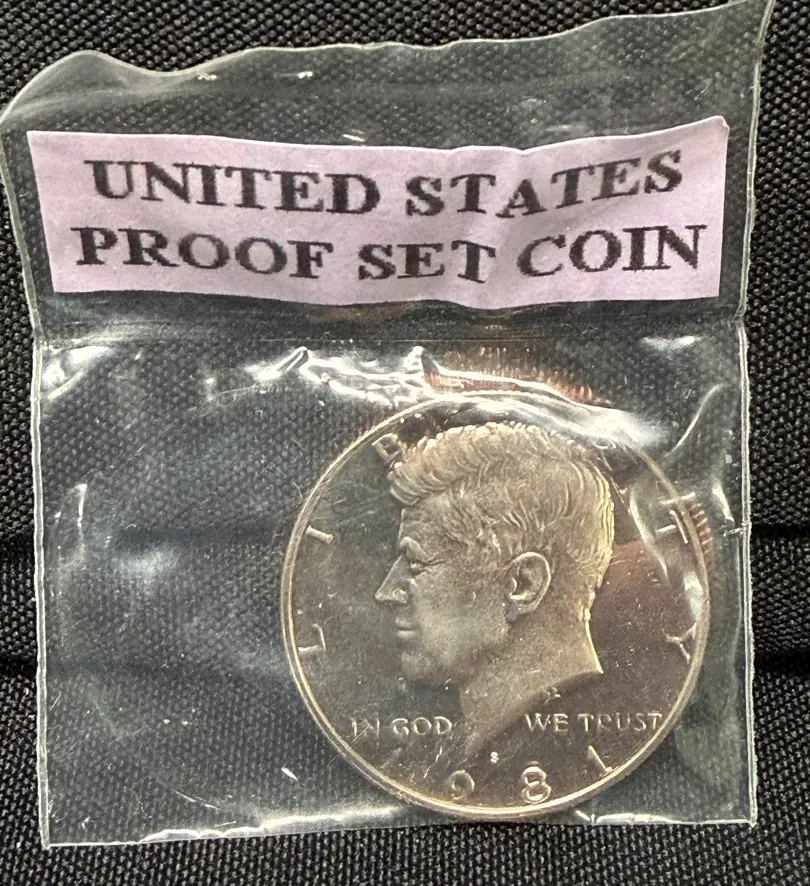 UNITED STATES
PROOF SET COIN
LIBERTY
IN GOD WE TRUST
S
1981